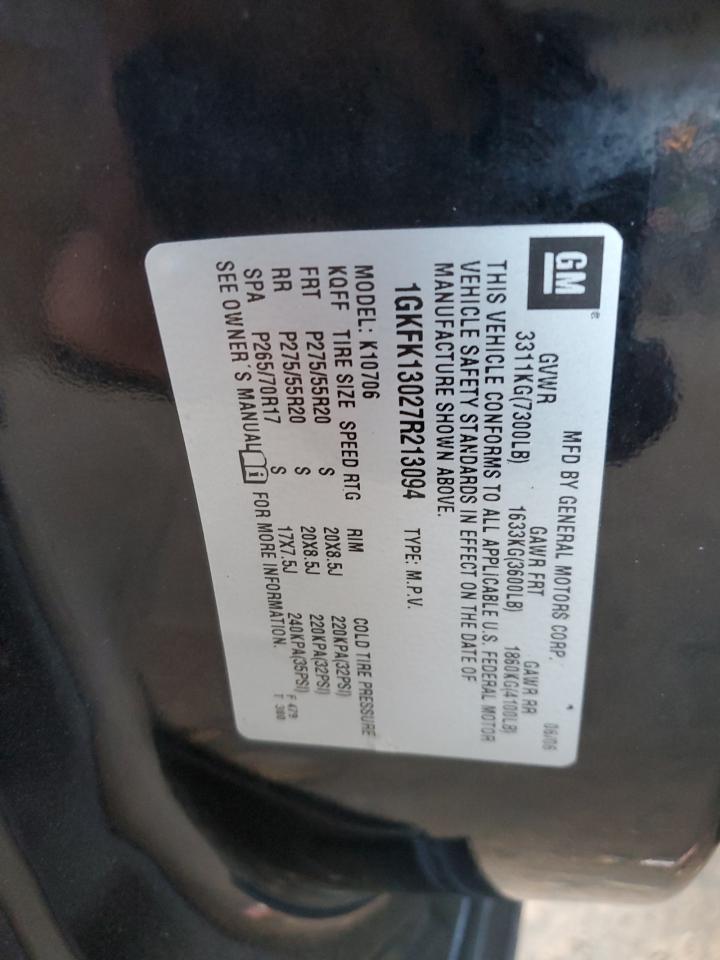 GM®
MFD BY GENERAL MOTORS CORP. 06/06
GVWR GAWR FRT GAWR RR
3311KG(7300LB) 1633KG(3600LB) 1860KG(4100LB)
THIS VEHICLE CONFORMS TO ALL APPLICABLE U.S. FEDERAL MOTOR
VEHICLE SAFETY STANDARDS IN EFFECT ON THE DATE OF
MANUFACTURE SHOWN ABOVE.
1GKFK13027R213094 TYPE: M.P.V.
MODEL: K10706
KQFF TIRE SIZE SPEED RTG RIM COLD TIRE PRESSURE
FRT P275/55R20 S 20X8.5J 220KPA(32PSI)
RR P275/55R20 S 20X8.5J 220KPA(32PSI)
SPA P265/70R17 17X7.5J 240KPA(35PSI) F 479
SEE OWNER'S MANUAL i FOR MORE INFORMATION. T 300